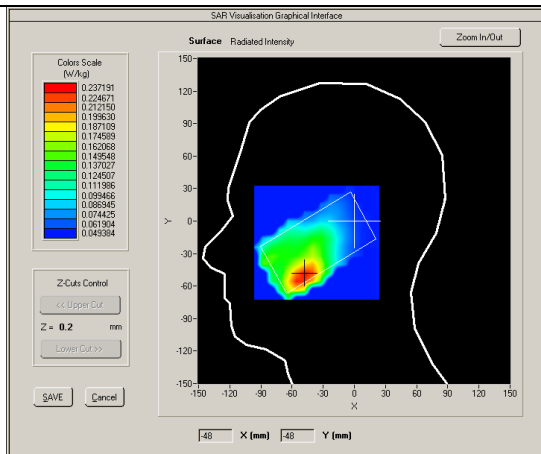 SAR Visualisation Graphical Interface
Surface Radiated Intensity
Zoom In/Out
Colors Scale
(W/kg)
0.237191
0.224671
0.212150
0.199630
0.187109
0.174589
0.162068
0.149548
0.137027
0.124507
0.111986
0.099466
0.086945
0.074425
0.061904
0.049384
Z-Cuts Control
<< Upper Cut
Z = 0.2 mm
Lower Cut >>
SAVE Cancel
150
120
90
60
30
0
-30
-60
-90
-120
-150
Y
-150 -120 -90 -60 -30 0 30 60 90 120 150
X
-48 X (mm) -48 Y (mm)